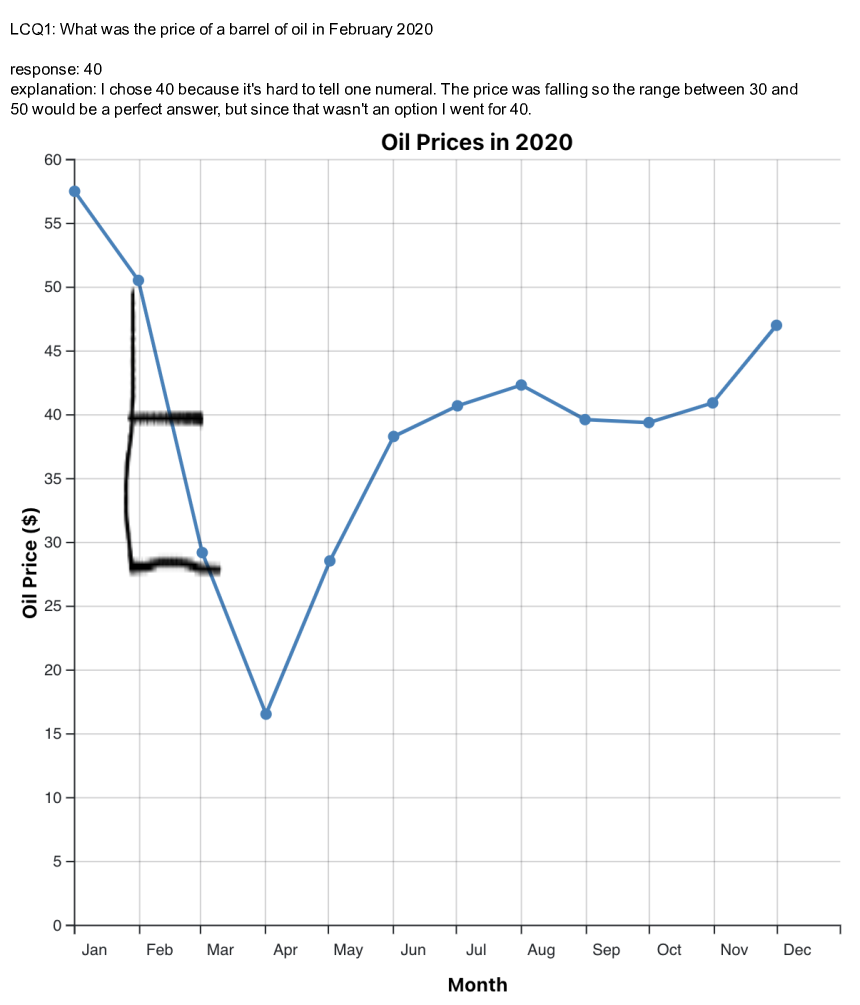 LCQ1: What was the price of a barrel of oil in February 2020
response: 40
explanation: I chose 40 because it's hard to tell one numeral. The price was falling so the range between 30 and
50 would be a perfect answer, but since that wasn't an option I went for 40.
Oil Prices in 2020
60
55
50
45
40
35
30
25
20
15
10
5
0
Oil Price ($)
Jan Feb Mar Apr May Jun Jul Aug Sep Oct Nov Dec
Month